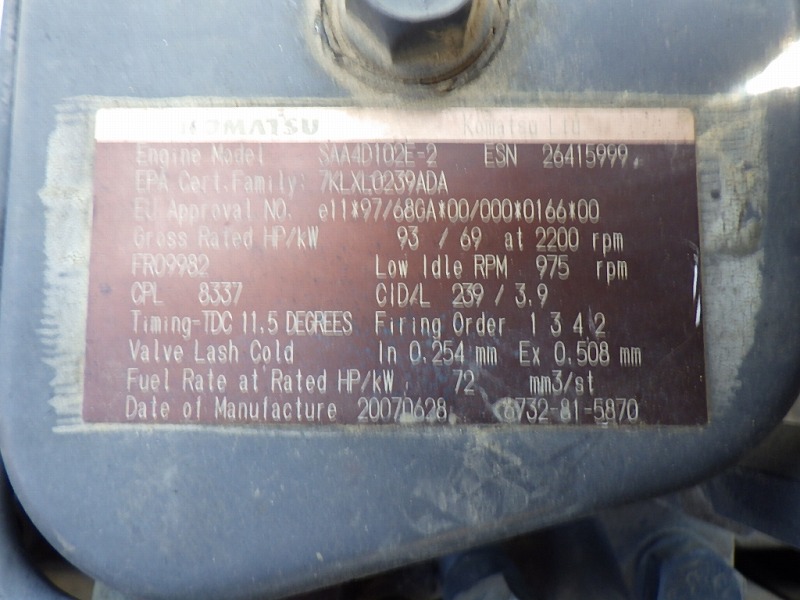 KOMATSU Komatsu Ltd
Engine Model SAA4D102E-2 ESN 26415999
EPA Cert.Family: 7KLXL0239ADA
EU Approval NO. e11*97/68GA*00/000*0166*00
Gross Rated HP/kW 93 / 69 at 2200 rpm
FR09982 Low Idle RPM 975 rpm
CPL 8337 CID/L 239 / 3.9
Timing-TDC 11.5 DEGREES Firing Order 1 3 4 2
Valve Lash Cold In 0.254 mm Ex 0.508 mm
Fuel Rate at Rated HP/kW 72 mm3/st
Date of Manufacture 20070628 6732-81-5870